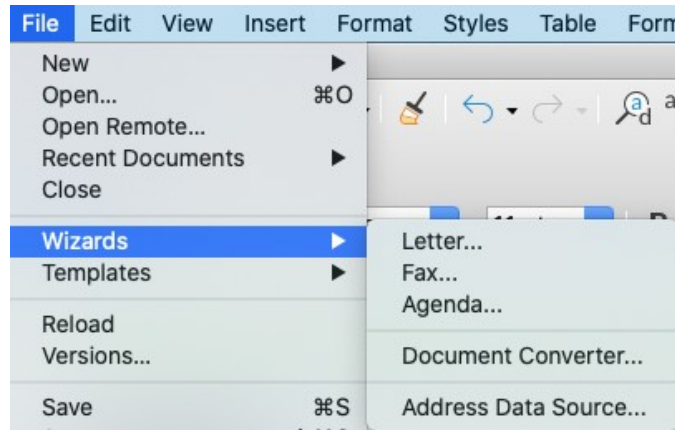 File Edit View Insert Format Styles Table
New
Open... ⌘O
Open Remote...
Recent Documents
Close
Wizards
Letter...
Templates
Fax...
Agenda...
Reload
Versions...
Document Converter...
Save ⌘S
Address Data Source...